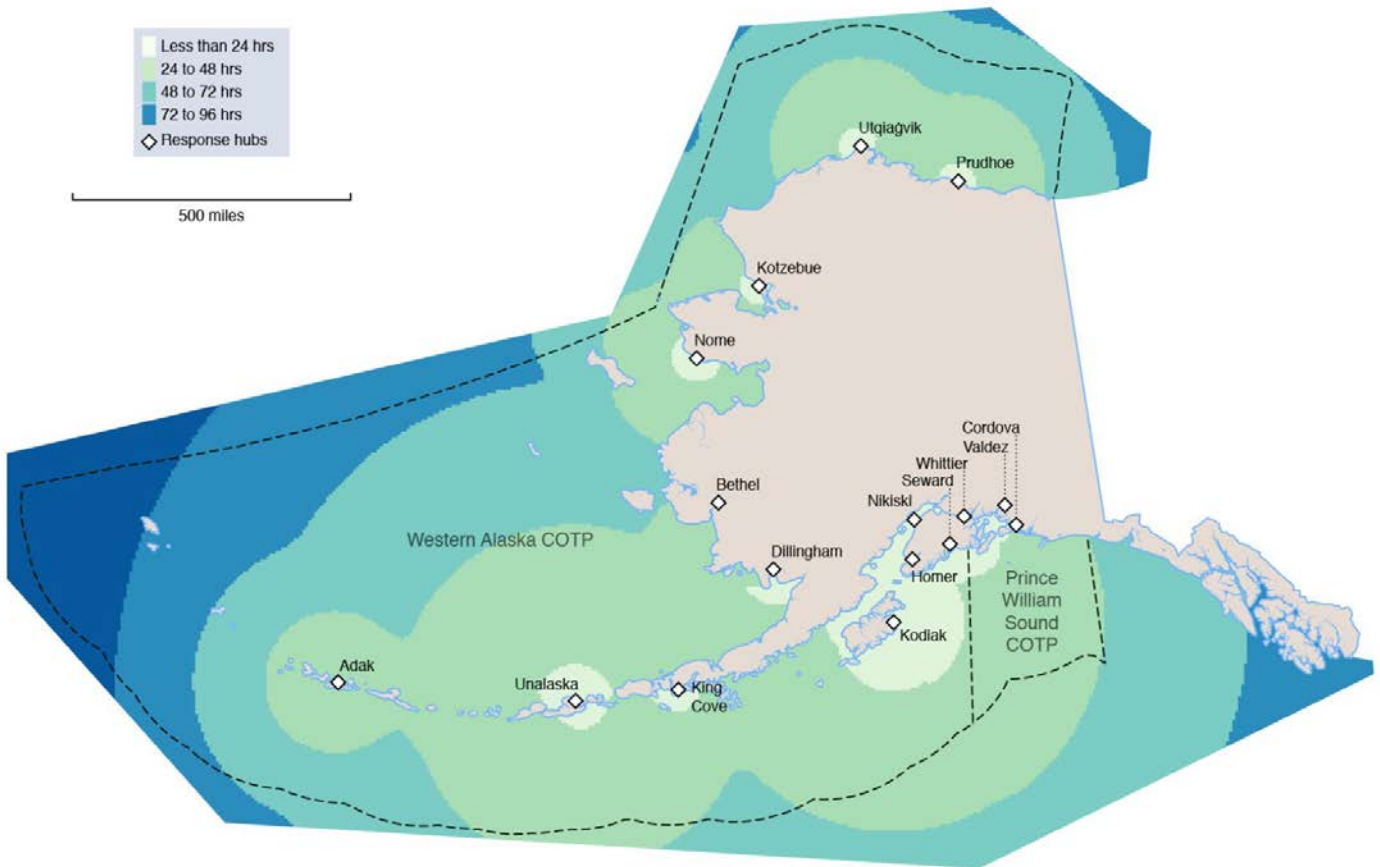 Less than 24 hrs
24 to 48 hrs
48 to 72 hrs
72 to 96 hrs
Response hubs
500 miles
Utqiaġvik
Prudhoe
Kotzebue
Nome
Cordova
Valdez
Whittier
Seward
Bethel
Nikiski
Western Alaska COTP
Dillingham
Homer
Prince
William
Sound
COTP
Kodiak
Adak
Unalaska
King
Cove